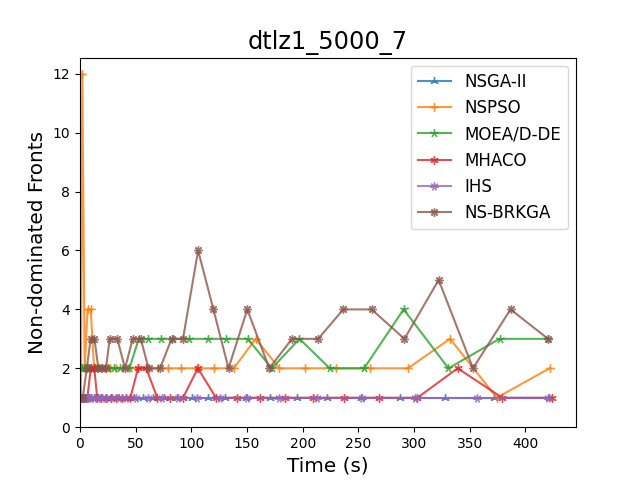 dtlz1_5000_7
12
10
8
6
4
2
0
Non-dominated Fronts
0 50 100 150 200 250 300 350 400
Time (s)
NSGA-II
NSPSO
MOEA/D-DE
MHACO
IHS
NS-BRKGA